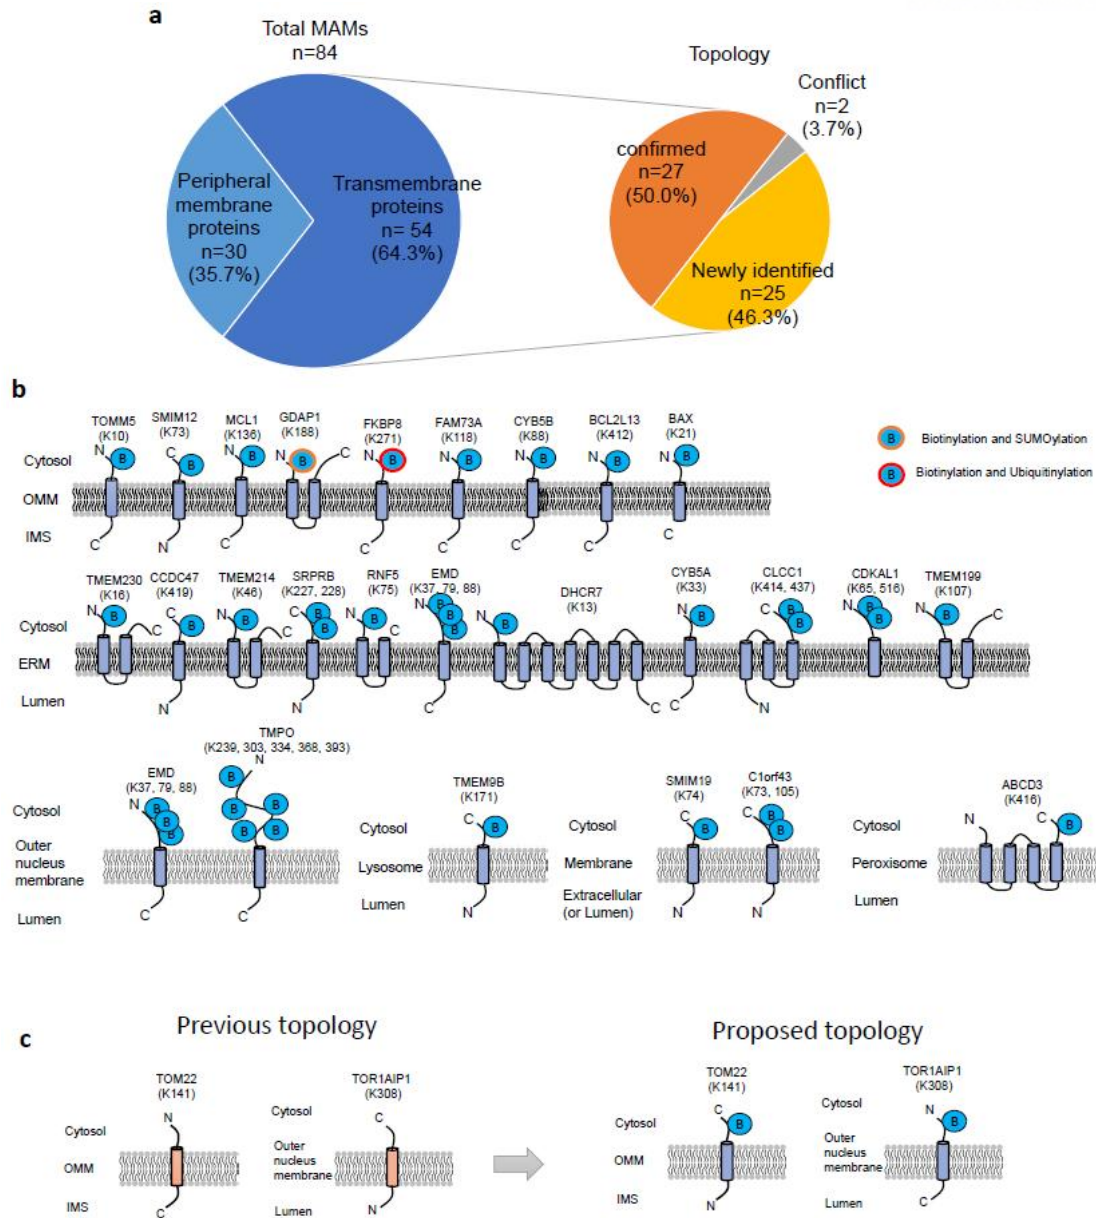 a
Total MAMs
n=84
Topology
Conflict
n=2
(3.7%)
confirmed
n=27
(50.0%)
Peripheral
membrane
proteins
n=30
(35.7%)
Transmembrane
proteins
n= 54
(64.3%)
Newly identified
n=25
(46.3%)
b
TOMM5
(K10)
SMIM12
(K73)
MCL1
(K136)
GDAP1
(K188)
FKBP8
(K271)
FAM73A
(K118)
CYB5B
(K88)
BCL2L13
(K412)
BAX
(K21)
N B C B N B N B C N B N B N B N B N B
Cytosol
OMM
IMS
C N C C C C C C
B Biotinylation and SUMOylation
B Biotinylation and Ubiquitinylation
TMEM230
(K16)
CCDC47
(K419)
TMEM214
(K46)
SRPRB
(K227, 228)
RNF5
(K75)
EMD
(K37, 79, 88)
DHCR7
(K13)
CYB5A
(K33)
CLCC1
(K414, 437)
CDKAL1
(K65, 516)
TMEM199
(K107)
N B C C B N B C C B B N B C N B B B N B N B C B B N B B N B C
Cytosol
ERM
Lumen
N N C C C N
EMD
(K37, 79, 88)
TMPO
(K239, 303, 334, 368, 393)
TMEM9B
(K171)
SMIM19
(K74)
C1orf43
(K73, 105)
ABCD3
(K416)
N B B B
N B B B B B
C B
C B
C B B
N C B
Cytosol
Outer
nucleus
membrane
Lumen
C C
Cytosol
Lysosome
Lumen
N
Cytosol
Membrane
Extracellular
(or Lumen)
N N
Cytosol
Peroxisome
Lumen
c
Previous topology
Proposed topology
TOM22
(K141)
N
Cytosol
OMM
IMS
C
TOR1AIP1
(K308)
C
Cytosol
Outer
nucleus
membrane
Lumen
N
TOM22
(K141)
C B
Cytosol
OMM
IMS
N
TOR1AIP1
(K308)
N B
Cytosol
Outer
nucleus
membrane
Lumen
C